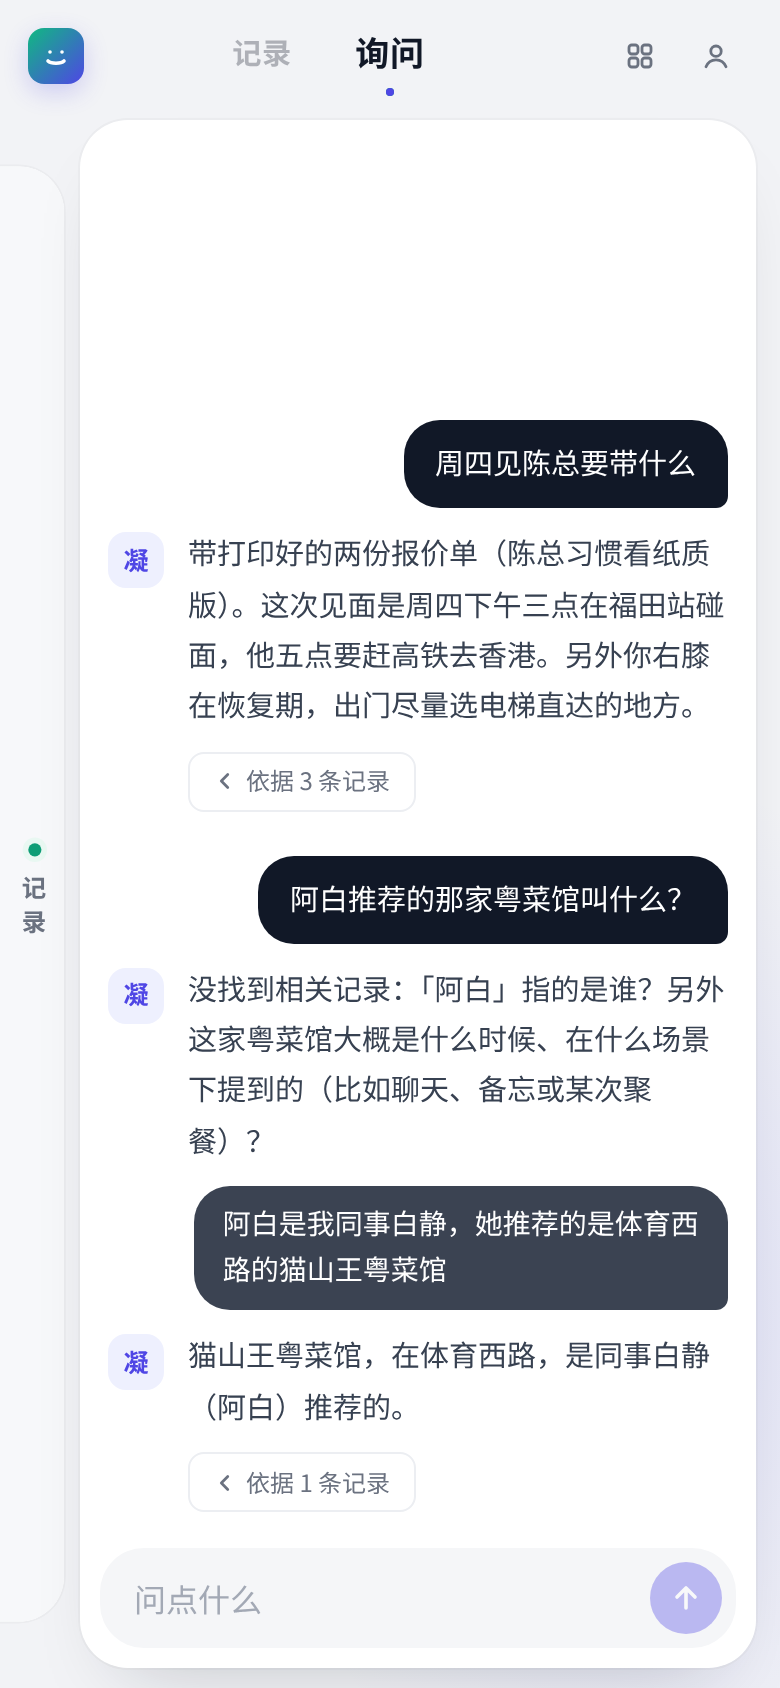 记录
询问
周四见陈总要带什么
凝
带打印好的两份报价单（陈总习惯看纸质
版）。这次见面是周四下午三点在福田站碰
面，他五点要赶高铁去香港。另外你右膝
在恢复期，出门尽量选电梯直达的地方。
依据 3 条记录
记
录
阿白推荐的那家粤菜馆叫什么？
凝
没找到相关记录：「阿白」指的是谁？另外
这家粤菜馆大概是什么时候、在什么场景
下提到的（比如聊天、备忘或某次聚
餐）？
阿白是我同事白静，她推荐的是体育西
路的猫山王粤菜馆
凝
猫山王粤菜馆，在体育西路，是同事白静
（阿白）推荐的。
依据 1 条记录
问点什么